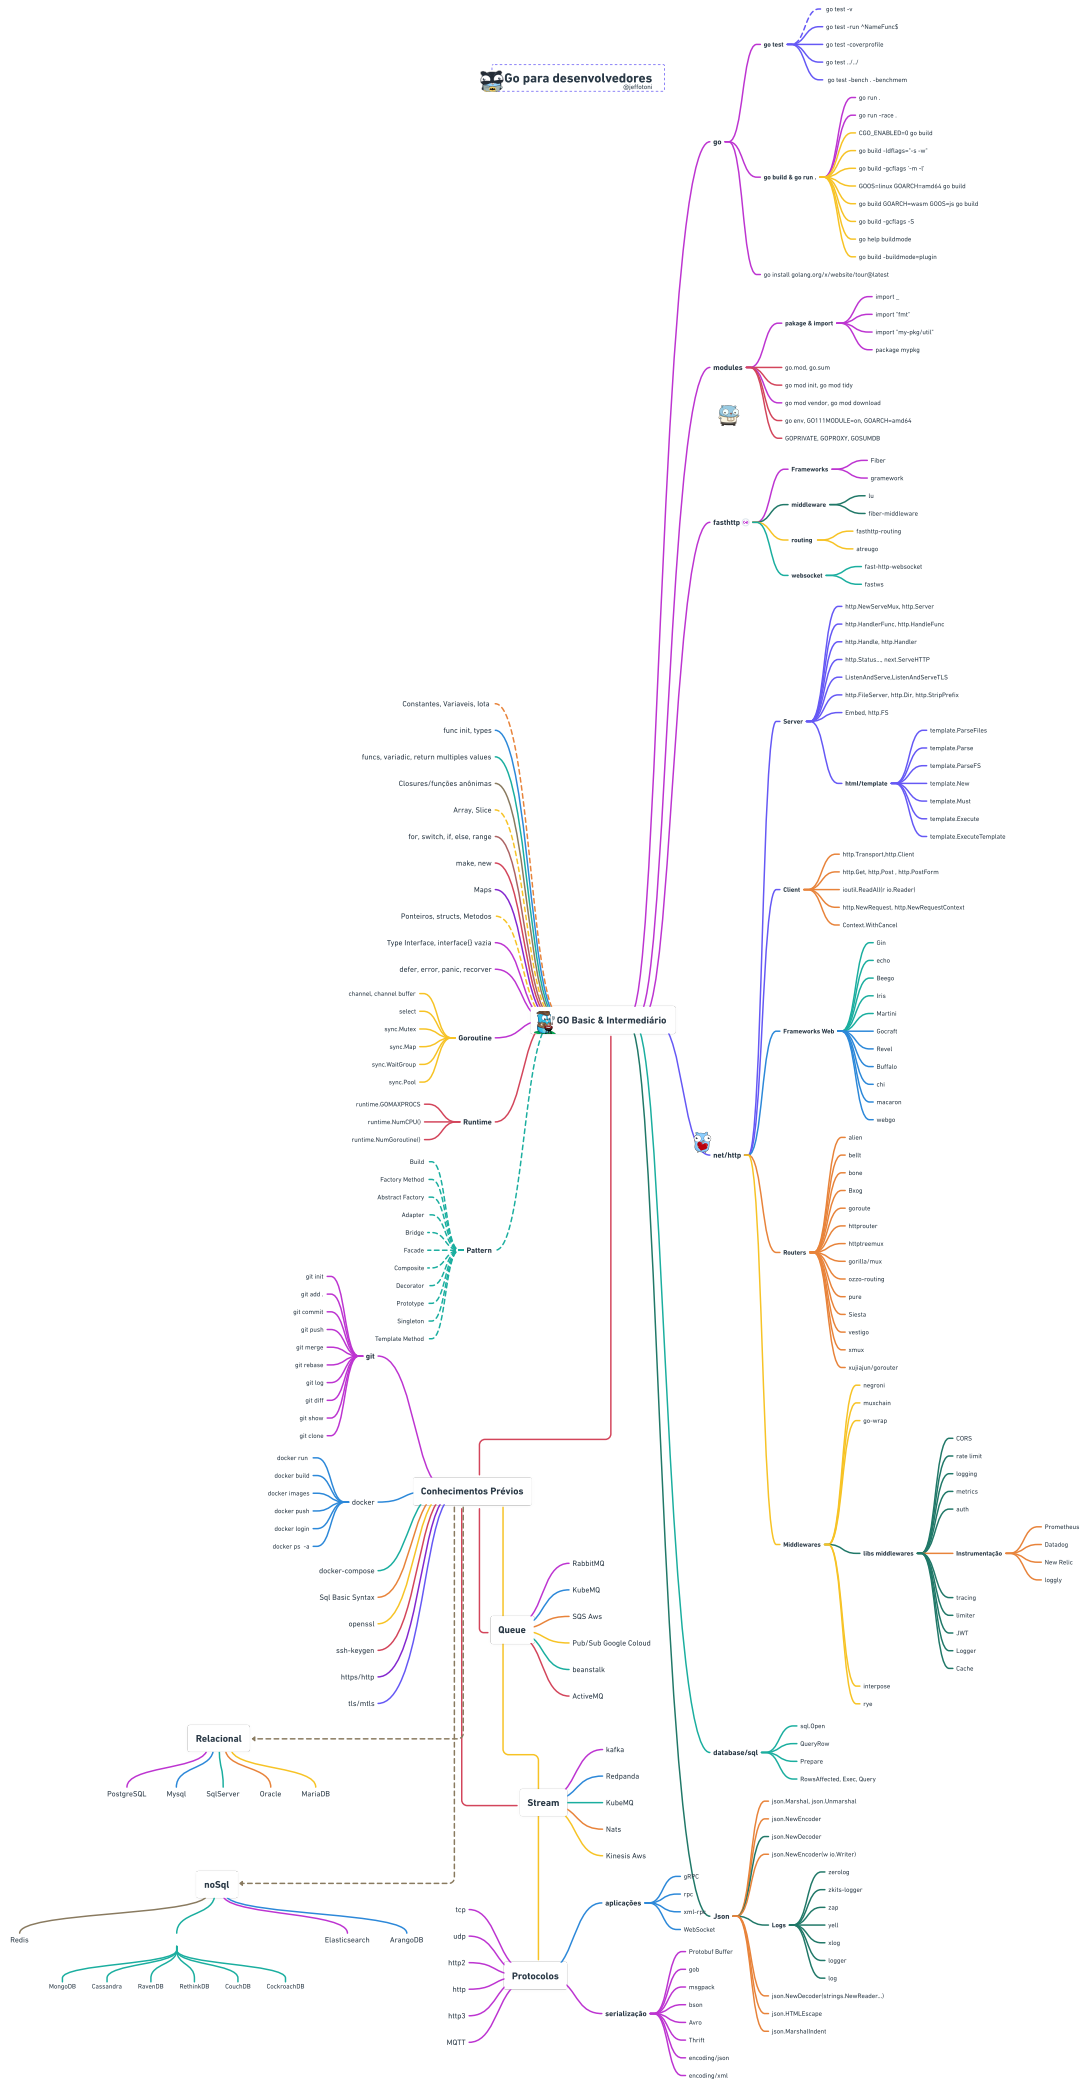 Go para desenvolvedores
@jeffotoni
go
go test
go test -v
go test -run ^NameFunc$
go test -coverprofile
go test ../../
go test -bench . -benchmem
go build & go run .
go run .
go run -race .
CGO_ENABLED=0 go build
go build -ldflags="-s -w"
go build -gcflags '-m -l'
GOOS=linux GOARCH=amd64 go build
go build GOARCH=wasm GOOS=js go build
go build -gcflags -S
go help buildmode
go build -buildmode=plugin
go install golang.org/x/website/tour@latest
modules
pakage & import
import _
import "fmt"
import "my-pkg/util"
package mypkg
go.mod, go.sum
go mod init, go mod tidy
go mod vendor, go mod download
go env, GO111MODULE=on, GOARCH=amd64
GOPRIVATE, GOPROXY, GOSUMDB
fasthttp
Frameworks
Fiber
gramework
middleware
lu
fiber-middleware
routing
fasthttp-routing
atreugo
websocket
fast-http-websocket
fastws
net/http
Server
http.NewServeMux, http.Server
http.HandlerFunc, http.HandleFunc
http.Handle, http.Handler
http.Status..., next.ServeHTTP
ListenAndServe,ListenAndServeTLS
http.FileServer, http.Dir, http.StripPrefix
Embed, http.FS
html/template
template.ParseFiles
template.Parse
template.ParseFS
template.New
template.Must
template.Execute
template.ExecuteTemplate
Client
http.Transport,http.Client
http.Get, http.Post , http.PostForm
ioutil.ReadAll(r io.Reader)
http.NewRequest, http.NewRequestContext
Context.WithCancel
Frameworks Web
Gin
echo
Beego
Iris
Martini
Gocraft
Revel
Buffalo
chi
macaron
webgo
Routers
alien
bellt
bone
Bxog
goroute
httprouter
httptreemux
gorilla/mux
ozzo-routing
pure
Siesta
vestigo
xmux
xujiajun/gorouter
Middlewares
negroni
muxchain
go-wrap
libs middlewares
CORS
rate limit
logging
metrics
auth
Instrumentação
Prometheus
Datadog
New Relic
loggly
tracing
limiter
JWT
Logger
Cache
interpose
rye
GO Basic & Intermediário
Constantes, Variaveis, Iota
func init, types
funcs, variadic, return multiples values
Closures/funções anônimas
Array, Slice
for, switch, if, else, range
make, new
Maps
Ponteiros, structs, Metodos
Type Interface, interface{} vazia
defer, error, panic, recorver
Goroutine
channel, channel buffer
select
sync.Mutex
sync.Map
sync.WaitGroup
sync.Pool
Runtime
runtime.GOMAXPROCS
runtime.NumCPU()
runtime.NumGoroutine()
Pattern
Build
Factory Method
Abstract Factory
Adapter
Bridge
Facade
Composite
Decorator
Prototype
Singleton
Template Method
Conhecimentos Prévios
git
git init
git add .
git commit
git push
git merge
git rebase
git log
git diff
git show
git clone
docker
docker run
docker build
docker images
docker push
docker login
docker ps -a
docker-compose
Sql Basic Syntax
openssl
ssh-keygen
https/http
tls/mtls
Queue
RabbitMQ
KubeMQ
SQS Aws
Pub/Sub Google Coloud
beanstalk
ActiveMQ
Relacional
PostgreSQL
Mysql
SqlServer
Oracle
MariaDB
Stream
kafka
Redpanda
KubeMQ
Nats
Kinesis Aws
noSql
Redis
Elasticsearch
ArangoDB
MongoDB
Cassandra
RavenDB
RethinkDB
CouchDB
CockroachDB
Protocolos
tcp
udp
http2
http
http3
MQTT
aplicações
gRPC
rpc
xml-rpc
WebSocket
serialização
Protobuf Buffer
gob
msgpack
bson
Avro
Thrift
encoding/json
encoding/xml
database/sql
sql.Open
QueryRow
Prepare
RowsAffected, Exec, Query
Json
json.Marshal, json.Unmarshal
json.NewEncoder
json.NewDecoder
json.NewEncoder(w io.Writer)
Logs
zerolog
zkits-logger
zap
yell
xlog
logger
log
json.NewDecoder(strings.NewReader...)
json.HTMLEscape
json.MarshalIndent